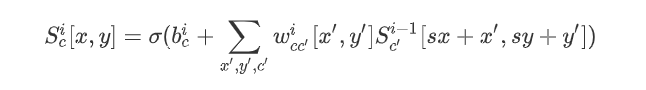 S_c^i[x, y] = σ(b_c^i + ∑_{x′,y′,c′} w_{cc′}^i[x′, y′]S_{c′}^{i−1}[sx + x′, sy + y′])